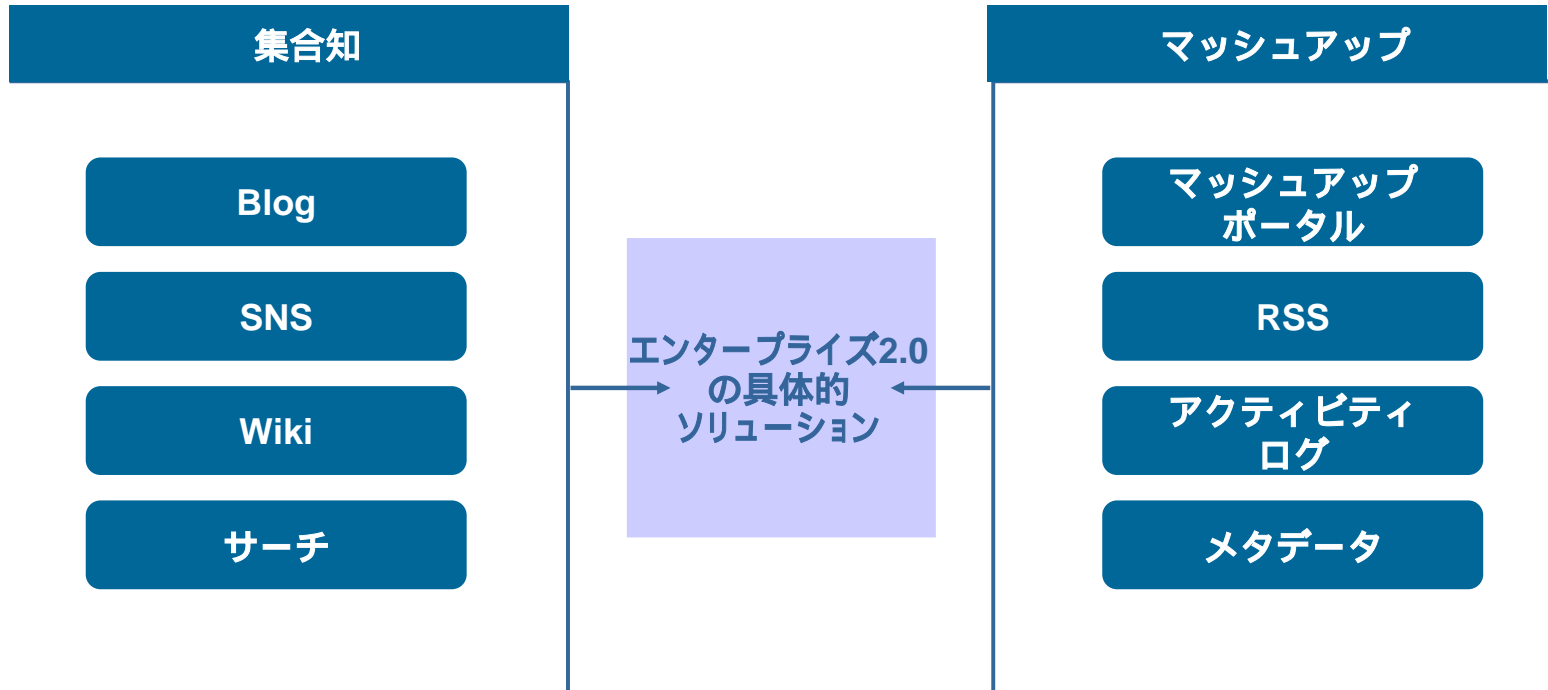 集合知
Blog
SNS
Wiki
サーチ
エンタープライズ2.0
の具体的
ソリューション
マッシュアップ
マッシュアップ
ポータル
RSS
アクティビティ
ログ
メタデータ